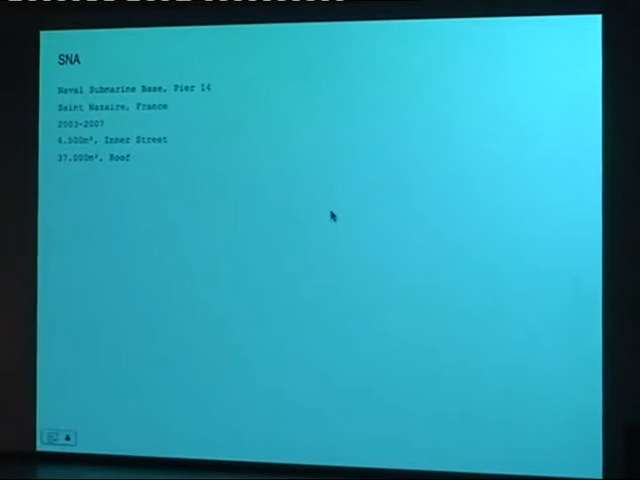 SNA
Naval Submarine Base, Pier 14
Saint Nazaire, France
2003-2007
4.500m², Inner Street
37.000m², Roof